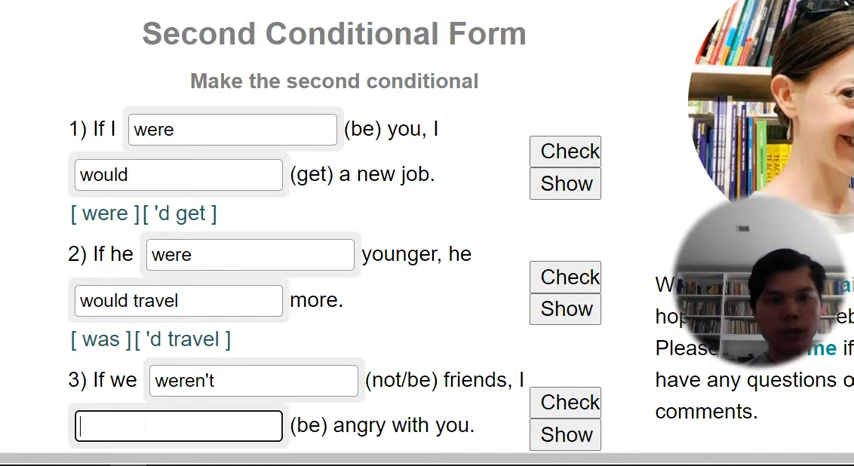 Second Conditional Form
Make the second conditional
1) If I were (be) you, I
would (get) a new job.
Check
Show
[ were ][ 'd get ]
2) If he were younger, he
would travel more.
Check
Show
[ was ][ 'd travel ]
3) If we weren't (not/be) friends, I
(be) angry with you.
Check
Show
hop
Please me if
have any questions o
comments.